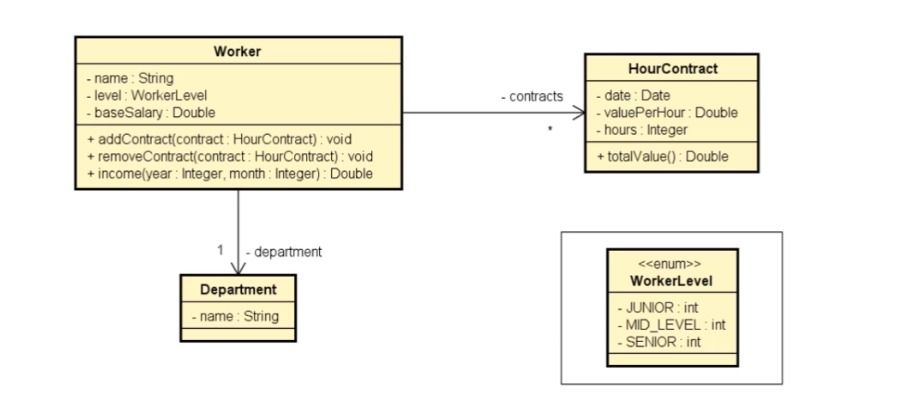 Worker
- name : String
- level : WorkerLevel
- baseSalary : Double
+ addContract(contract : HourContract) : void
+ removeContract(contract : HourContract) : void
+ income(year : Integer, month : Integer) : Double
- contracts
*
HourContract
- date : Date
- valuePerHour : Double
- hours : Integer
+ totalValue() : Double
1
- department
Department
- name : String
<<enum>>
WorkerLevel
- JUNIOR : int
- MID_LEVEL : int
- SENIOR : int